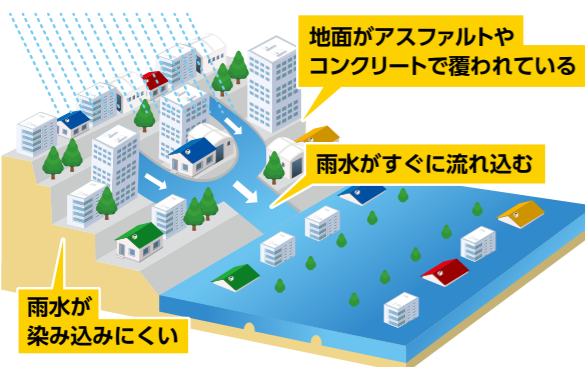 地面がアスファルトや
コンクリートで覆われている
雨水がすぐに流れ込む
雨水が
染み込みにくい